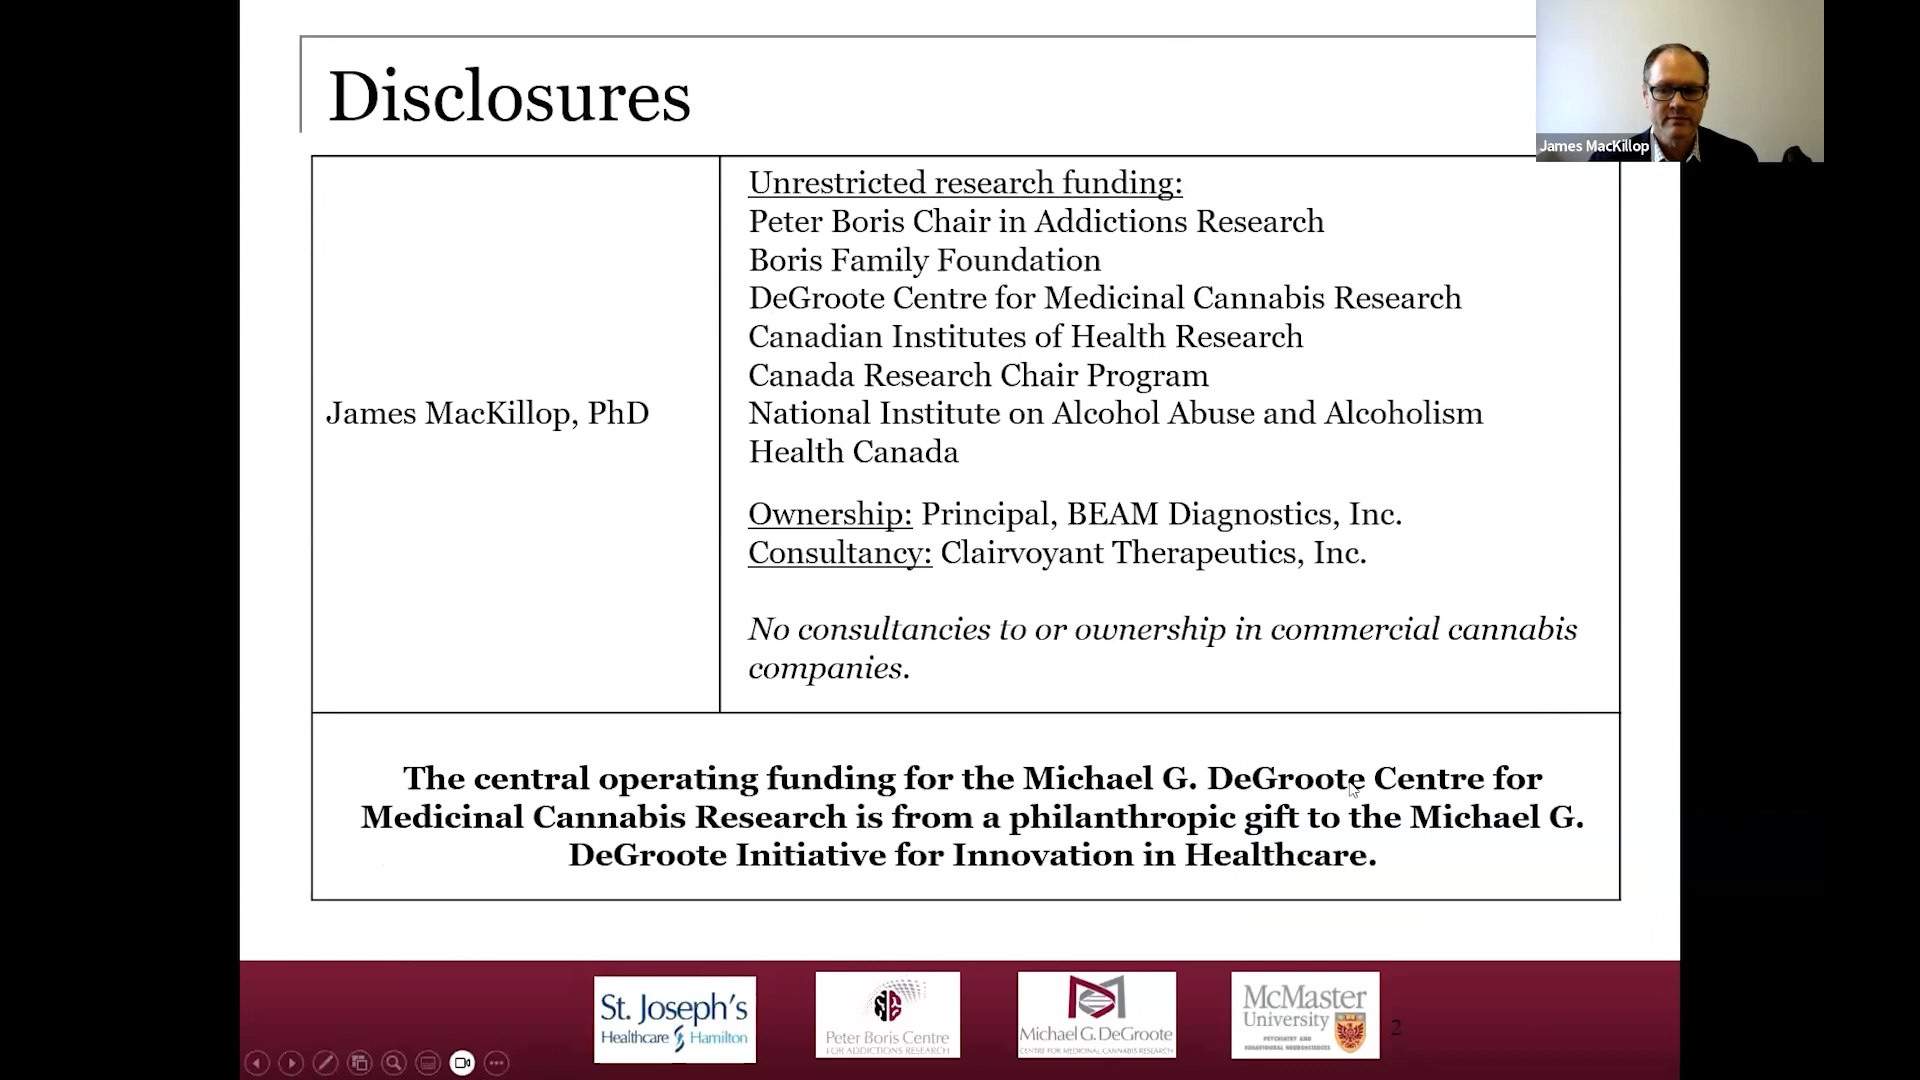 Disclosures
James MacKillop
James MacKillop, PhD
Unrestricted research funding:
Peter Boris Chair in Addictions Research
Boris Family Foundation
DeGroote Centre for Medicinal Cannabis Research
Canadian Institutes of Health Research
Canada Research Chair Program
National Institute on Alcohol Abuse and Alcoholism
Health Canada
Ownership: Principal, BEAM Diagnostics, Inc.
Consultancy: Clairvoyant Therapeutics, Inc.
No consultancies to or ownership in commercial cannabis
companies.
The central operating funding for the Michael G. DeGroote Centre for
Medicinal Cannabis Research is from a philanthropic gift to the Michael G.
DeGroote Initiative for Innovation in Healthcare.
St. Joseph's
Healthcare Hamilton
Peter Boris Centre
FOR ADDICTIONS RESEARCH
Michael G. DeGroote
CENTRE FOR MEDICINAL CANNABIS RESEARCH
McMaster
University
PSYCHIATRY AND
BEHAVIOURAL NEUROSCIENCES
2